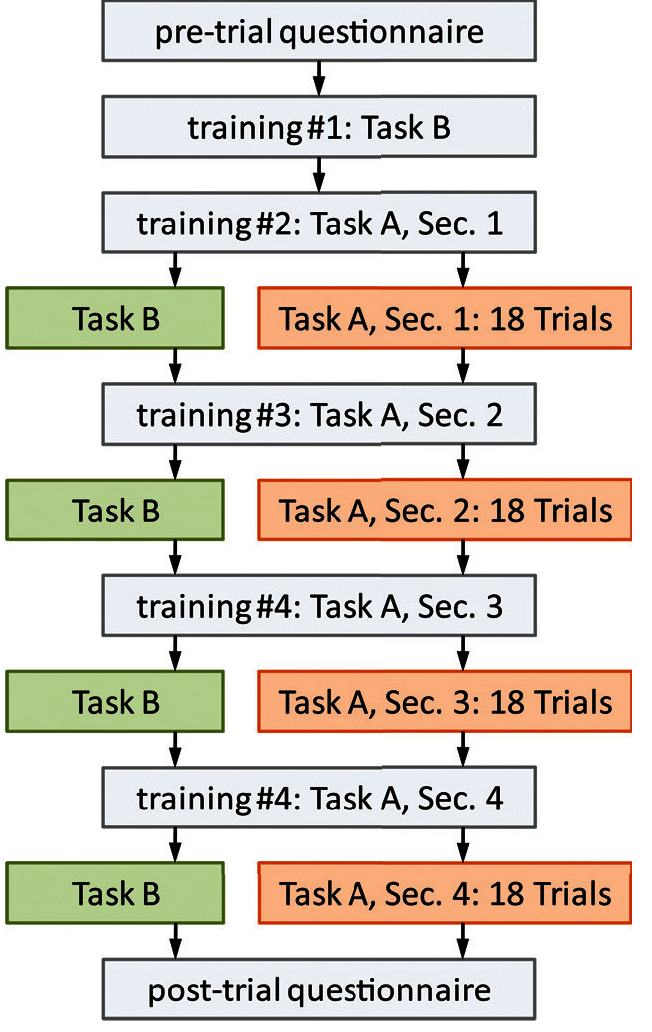 pre-trial questionnaire
training #1: Task B
training #2: Task A, Sec. 1
Task B
Task A, Sec. 1: 18 Trials
training #3: Task A, Sec. 2
Task B
Task A, Sec. 2: 18 Trials
training #4: Task A, Sec. 3
Task B
Task A, Sec. 3: 18 Trials
training #4: Task A, Sec. 4
Task B
Task A, Sec. 4: 18 Trials
post-trial questionnaire